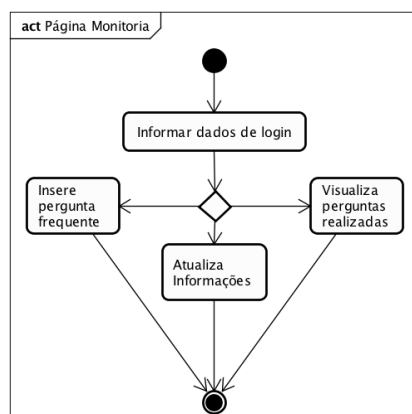 act Página Monitoria
Informar dados de login
Insere
pergunta
frequente
Visualiza
perguntas
realizadas
Atualiza
Informações